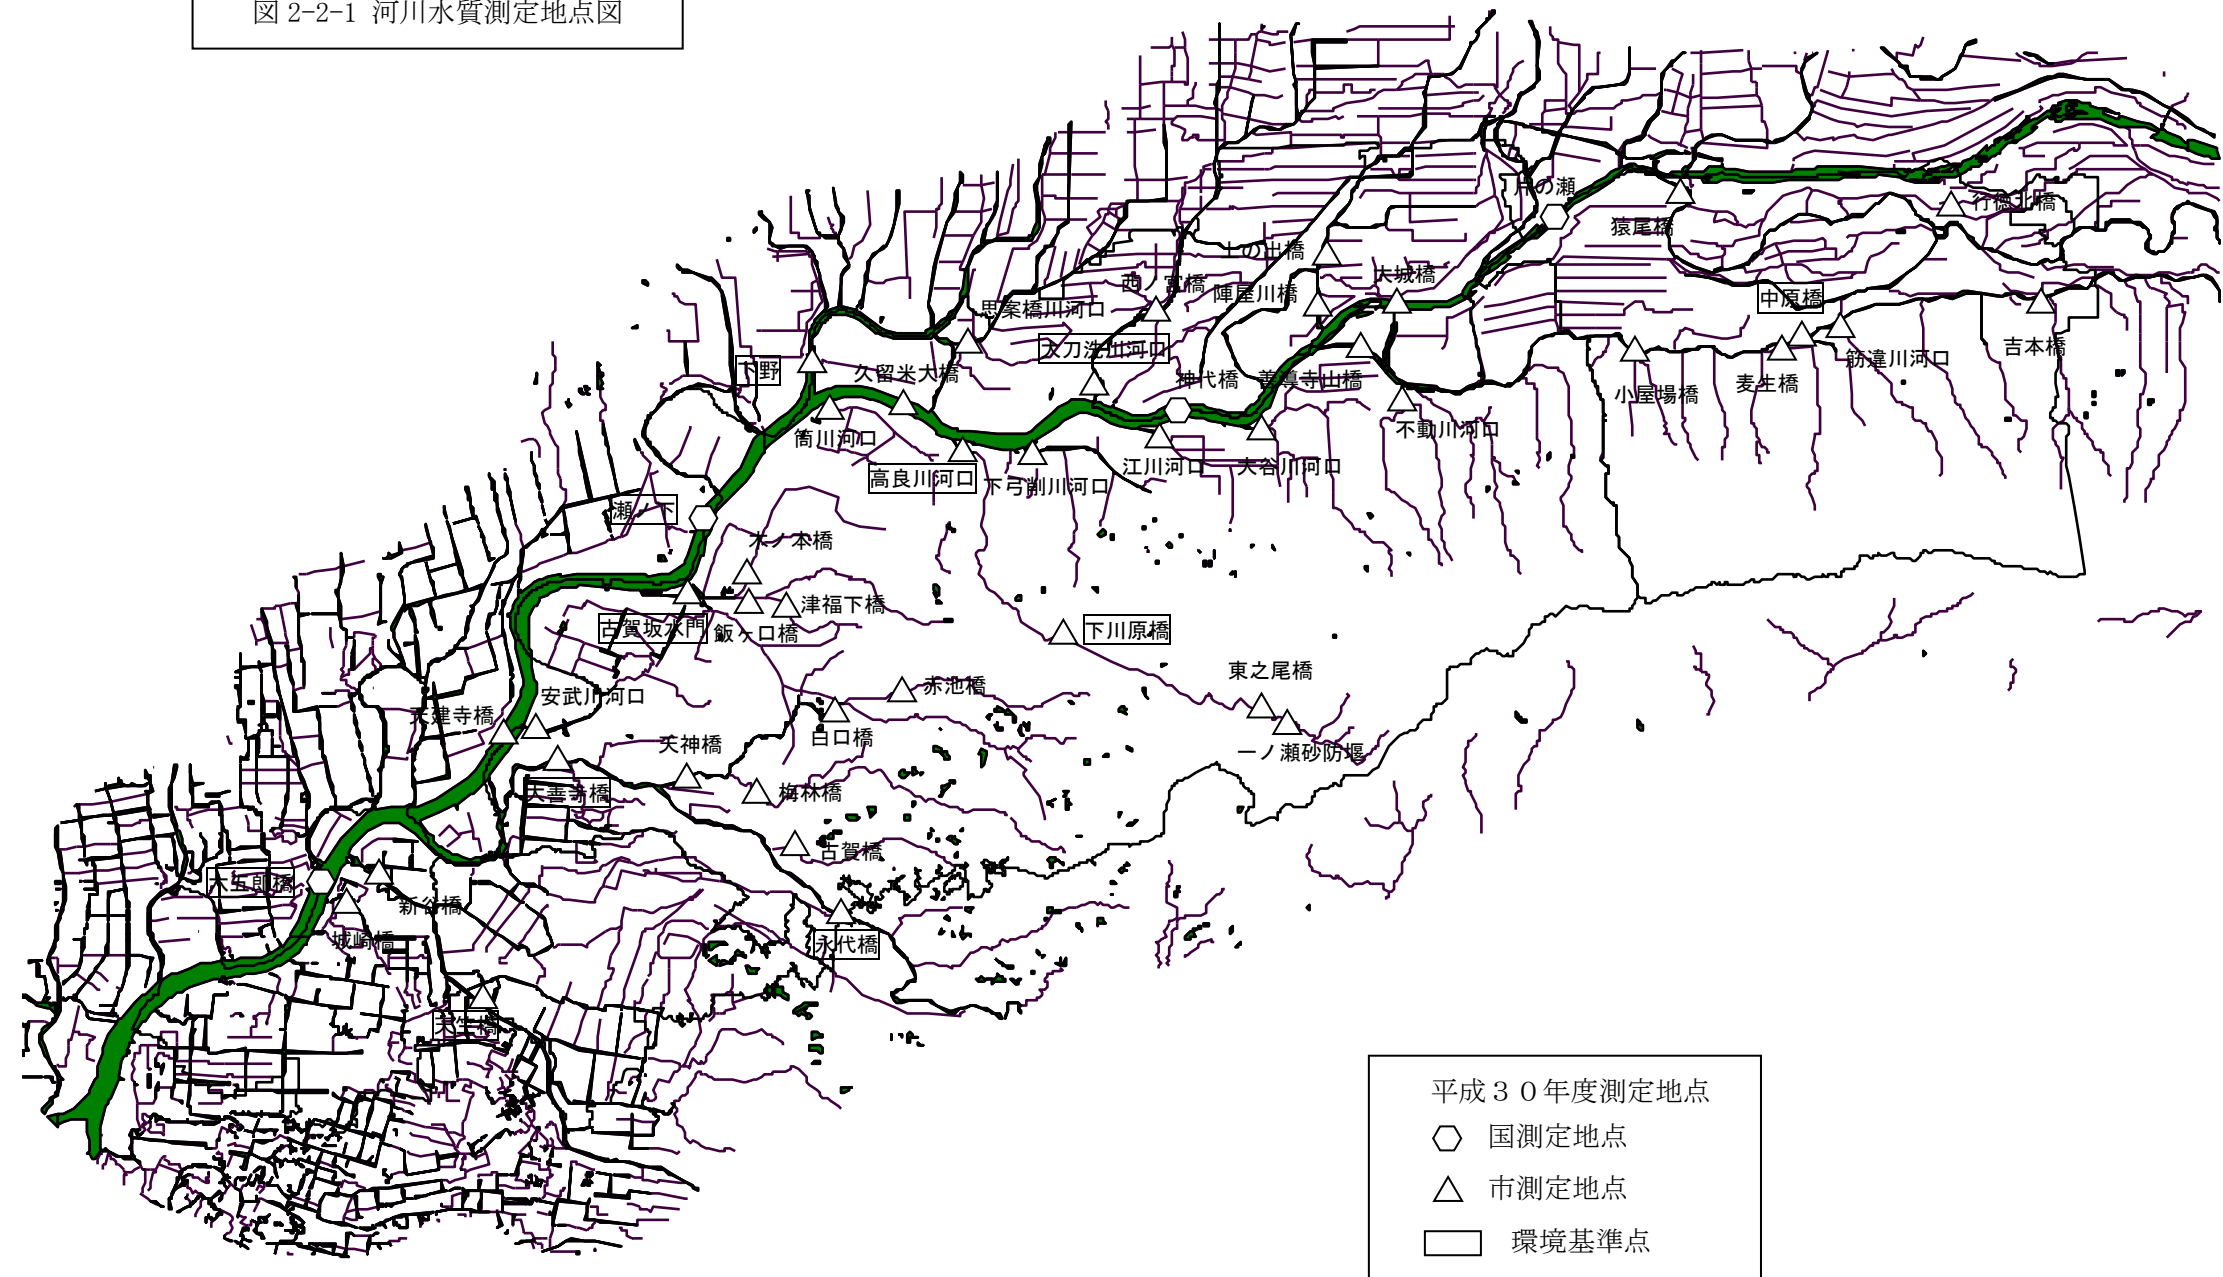 図 2-2-1 河川水質測定地点図
片の瀬
行徳北橋
猿尾橋
土の出橋
大城橋
西ノ宮橋
陣屋川橋
中原橋
思案橋川河口
太刀洗川河口
吉本橋
筋違川河口
下野
久留米大橋
神代橋
善導寺山橋
麦生橋
小屋場橋
筒川河口
不動川河口
高良川河口
下弓削川河口
江川河口
大谷川河口
瀬ノ下
木ノ本橋
津福下橋
古賀坂水門
飯ヶ口橋
下川原橋
東之尾橋
赤池橋
安武川河口
天建寺橋
白口橋
天神橋
一ノ瀬砂防堰
大善寺橋
梅林橋
古賀橋
六五郎橋
新谷橋
城崎橋
永代橋
天竺橋
平成３０年度測定地点
国測定地点
市測定地点
環境基準点